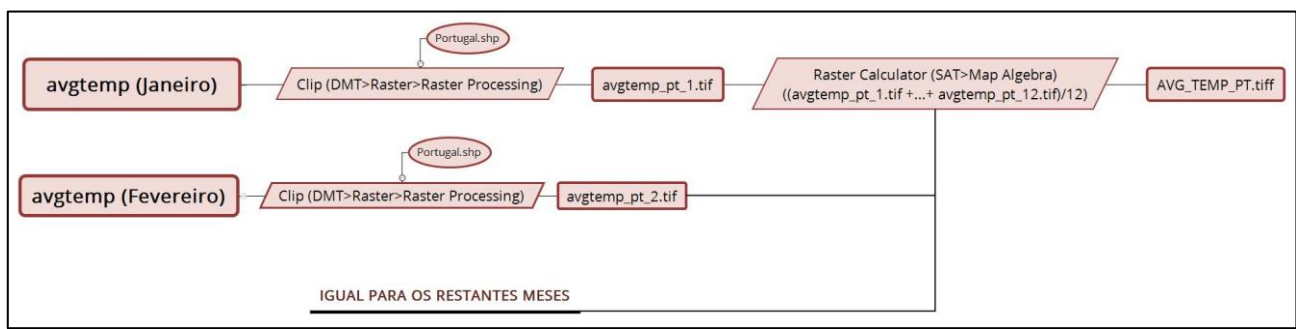 Portugal.shp
avgtemp (Janeiro)
Clip (DMT>Raster>Raster Processing)
avgtemp_pt_1.tif
Raster Calculator (SAT>Map Algebra)
((avgtemp_pt_1.tif +...+ avgtemp_pt_12.tif)/12)
AVG_TEMP_PT.tiff
Portugal.shp
avgtemp (Fevereiro)
Clip (DMT>Raster>Raster Processing)
avgtemp_pt_2.tif
IGUAL PARA OS RESTANTES MESES